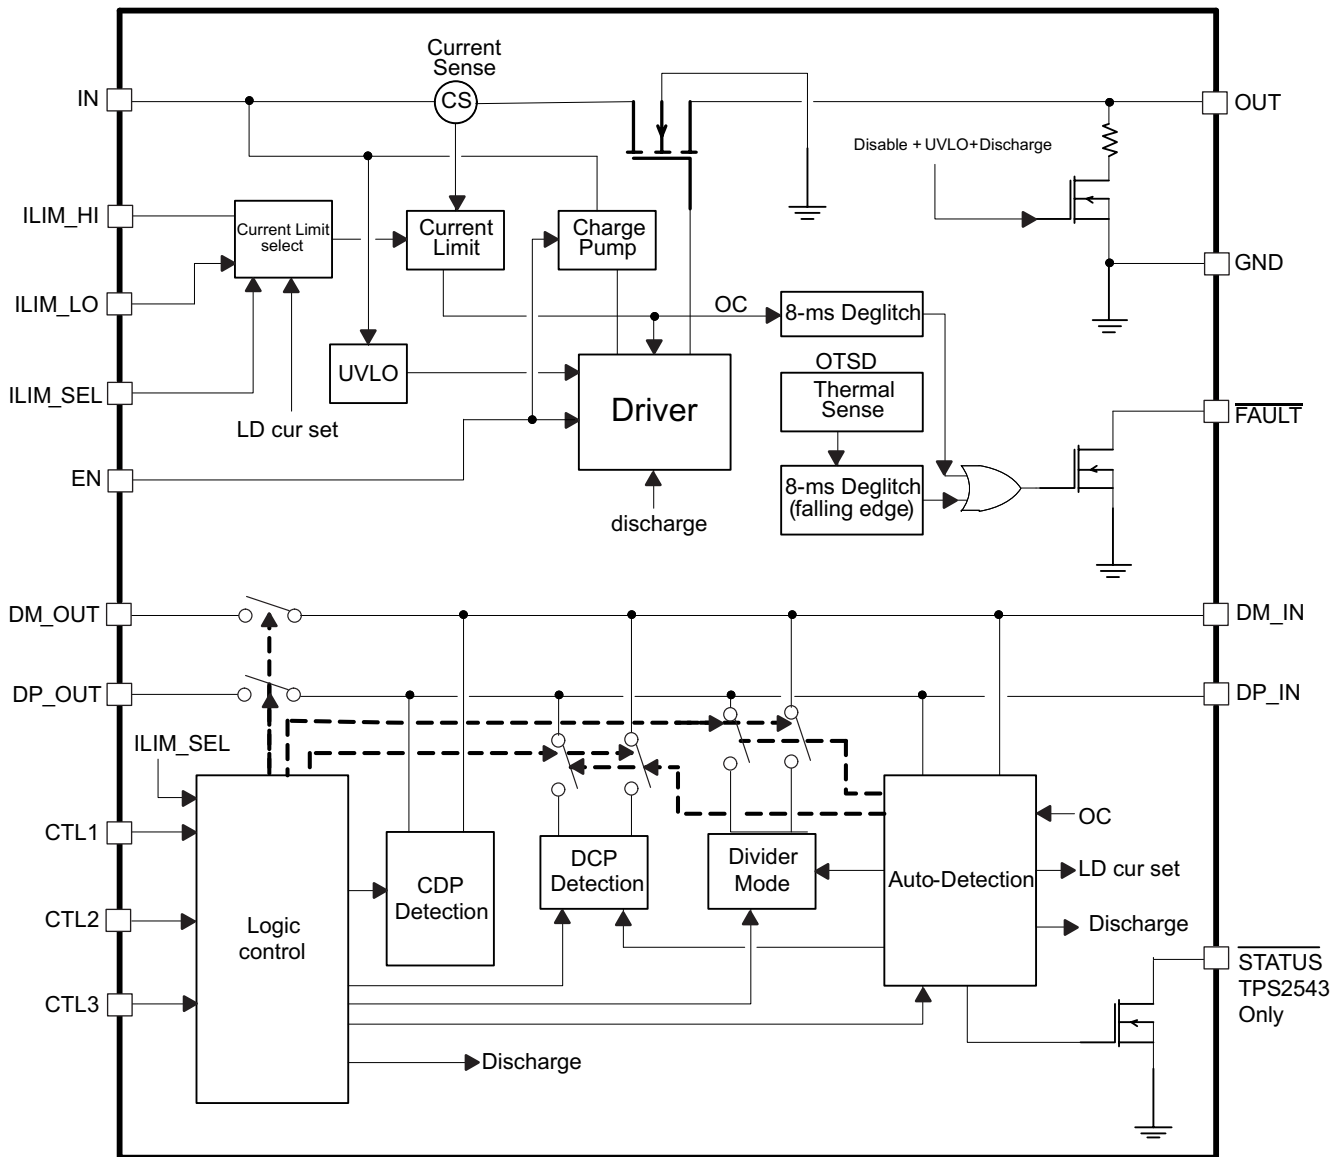 Current
Sense
IN
CS
OUT
Disable + UVLO+Discharge
ILIM_HI
Current Limit
select
Current
Limit
Charge
Pump
GND
ILIM_LO
OC
8-ms Deglitch
UVLO
OTSD
Thermal
Sense
ILIM_SEL
LD cur set
Driver
FAULT
EN
8-ms Deglitch
(falling edge)
discharge
DM_OUT
DM_IN
DP_OUT
DP_IN
ILIM_SEL
CTL1
OC
DCP
Detection
Divider
Mode
Auto-Detection
LD cur set
CDP
Detection
CTL2
Logic
control
Discharge
STATUS
TPS2543
Only
CTL3
Discharge